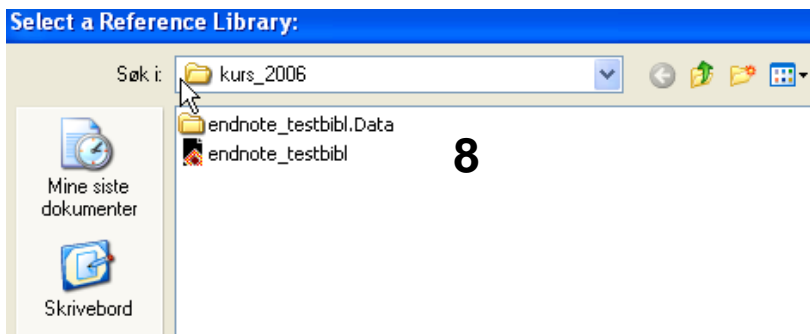 Select a Reference Library:
Søk i:
kurs_2006
endnote_testbibl.Data
endnote_testbibl
8
Mine siste
dokumenter
Skrivebord